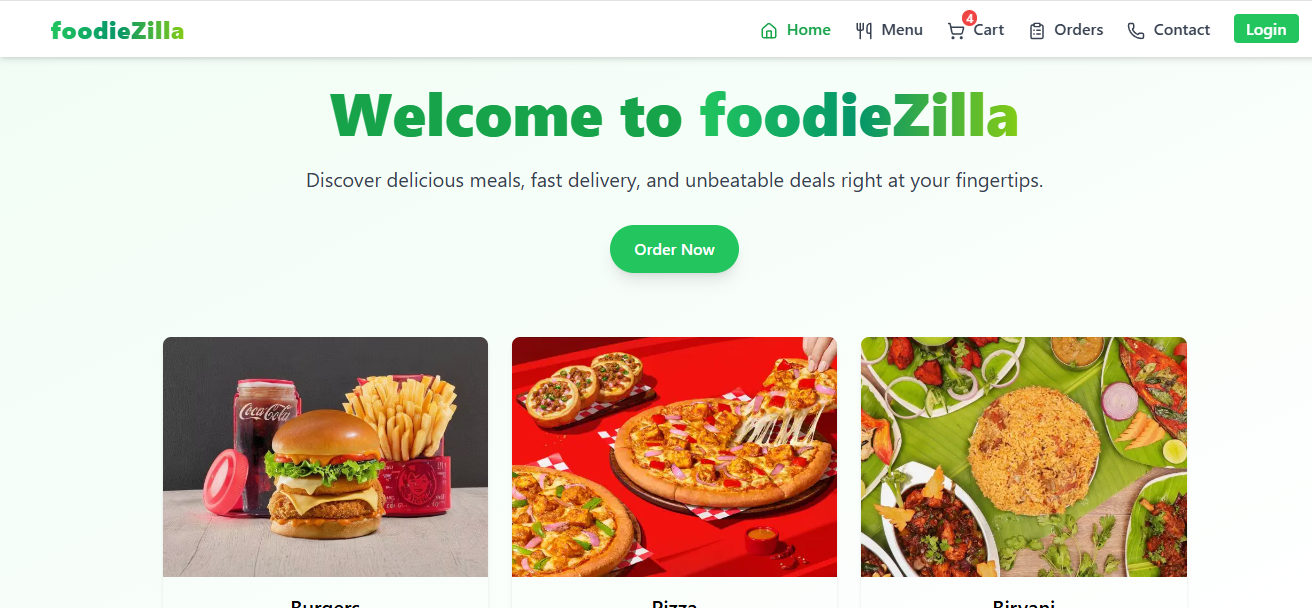 foodieZilla
Home Menu 4 Cart Orders Contact Login
Welcome to foodieZilla
Discover delicious meals, fast delivery, and unbeatable deals right at your fingertips.
Order Now
Coca-Cola
Burgers Pizza Biryani